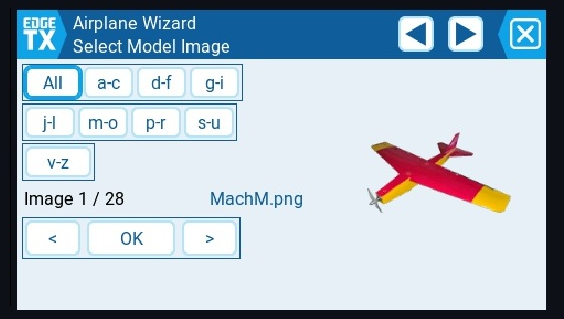 EDGE
TX
Airplane Wizard
Select Model Image
All a-c d-f g-i
j-l m-o p-r s-u
v-z
Image 1 / 28 MachM.png
< OK >